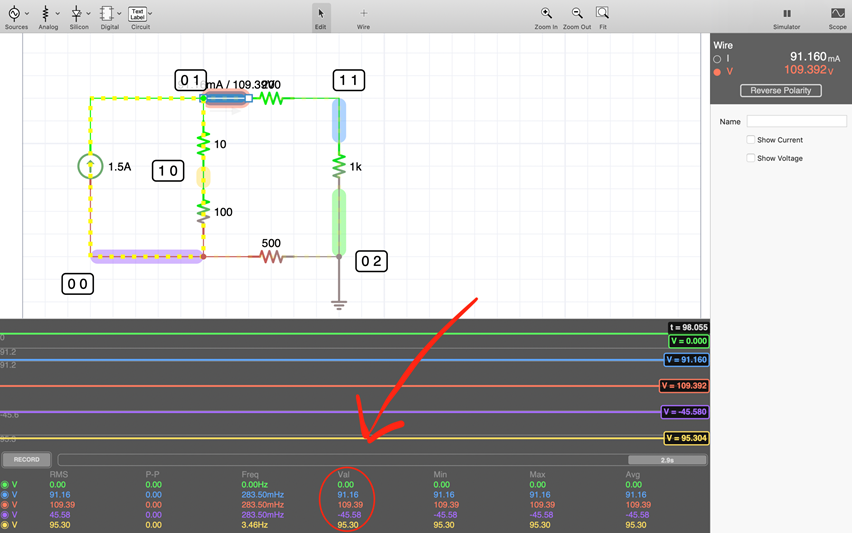 Sources Analog Silicon Digital Circuit Edit Wire Zoom In Zoom Out Fit Simulator Scope
Text
Label
Wire
I 91.160 mA
V 109.392 V
Reverse Polarity
Name
Show Current
Show Voltage
0 1
mA / 109.39V
200
1 1
10
1.5A
1 0
1k
100
500
0 2
0 0
t = 98.055
0
V = 0.000
91.2
V = 91.160
91.2
V = 109.392
-45.6
V = -45.580
V = 95.304
RECORD
2.9s
RMS P-P Freq Val Min Max Avg
V 0.00 0.00 0.00Hz 0.00 0.00 0.00 0.00
V 91.16 0.00 283.50mHz 91.16 91.16 91.16 91.16
V 109.39 0.00 283.50mHz 109.39 109.39 109.39 109.39
V 45.58 0.00 283.50mHz -45.58 -45.58 -45.58 -45.58
V 95.30 0.00 3.46Hz 95.30 95.30 95.30 95.30